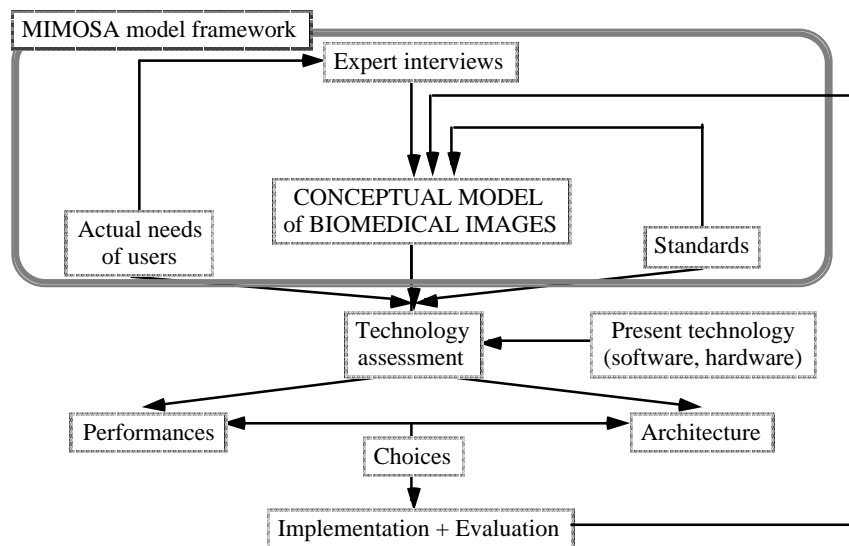 MIMOSA model framework
Expert interviews
CONCEPTUAL MODEL
of BIOMEDICAL IMAGES
Actual needs
of users
Standards
Technology
assessment
Present technology
(software, hardware)
Performances
Architecture
Choices
Implementation + Evaluation